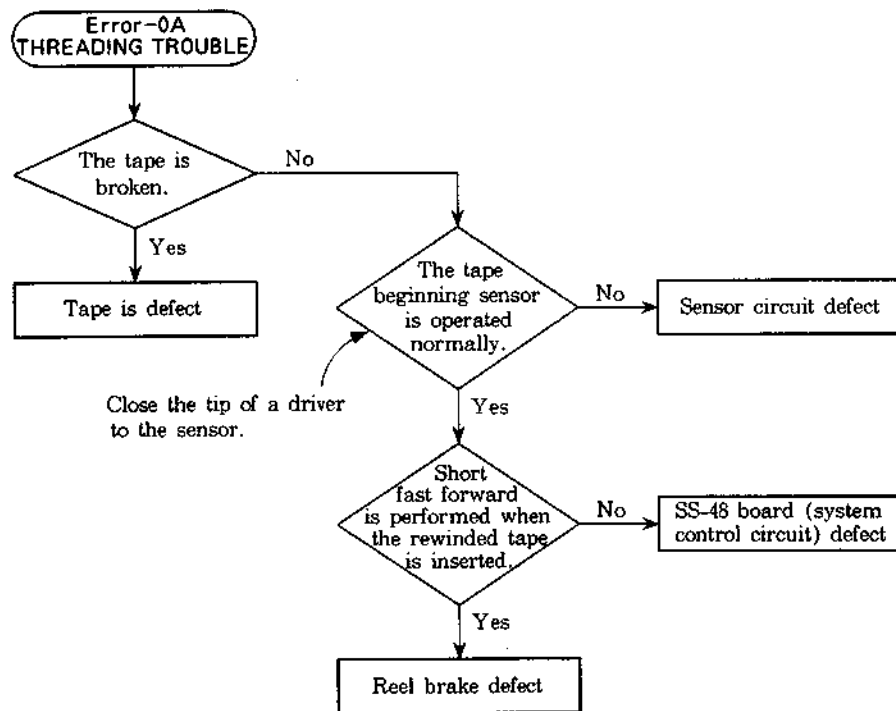 Error-0A
THREADING TROUBLE
The tape is
broken.
No
Yes
Tape is defect
The tape
beginning sensor
is operated
normally.
No
Sensor circuit defect
Close the tip of a driver
to the sensor.
Yes
Short
fast forward
is performed when
the rewinded tape
is inserted.
No
SS-48 board (system
control circuit) defect
Yes
Reel brake defect